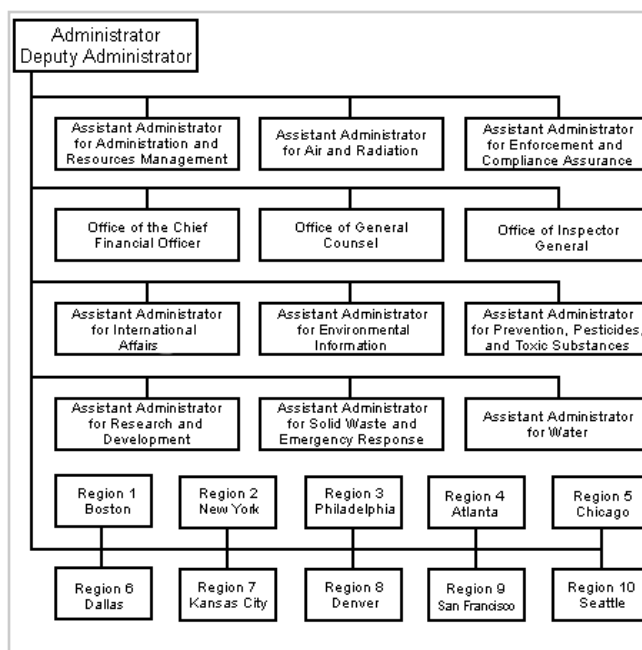 Administrator
Deputy Administrator
Assistant Administrator
for Administration and
Resources Management
Assistant Administrator
for Air and Radiation
Assistant Administrator
for Enforcement and
Compliance Assurance
Office of the Chief
Financial Officer
Office of General
Counsel
Office of Inspector
General
Assistant Administrator
for International
Affairs
Assistant Administrator
for Environmental
Information
Assistant Administrator
for Prevention, Pesticides,
and Toxic Substances
Assistant Administrator
for Research and
Development
Assistant Administrator
for Solid Waste and
Emergency Response
Assistant Administrator
for Water
Region 1
Boston
Region 2
New York
Region 3
Philadelphia
Region 4
Atlanta
Region 5
Chicago
Region 6
Dallas
Region 7
Kansas City
Region 8
Denver
Region 9
San Francisco
Region 10
Seattle